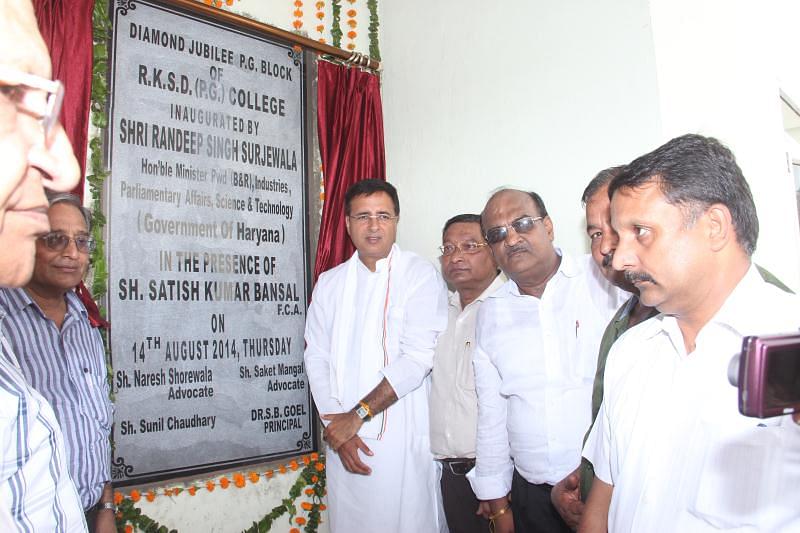 DIAMOND JUBILEE P.G. BLOCK
OF
R.K.S.D. (P.G.) COLLEGE
INAUGURATED BY
SHRI RANDEEP SINGH SURJEWALA
Hon'ble Minister Pwd (B&R), Industries,
Parliamentary Affairs, Science & Technology
(Government Of Haryana)
IN THE PRESENCE OF
SH. SATISH KUMAR BANSAL
F.C.A.
ON
14TH AUGUST 2014, THURSDAY
Sh. Naresh Shorewala Sh. Saket Mangal
Advocate Advocate
Sh. Sunil Chaudhary DR.S.B. GOEL
PRINCIPAL